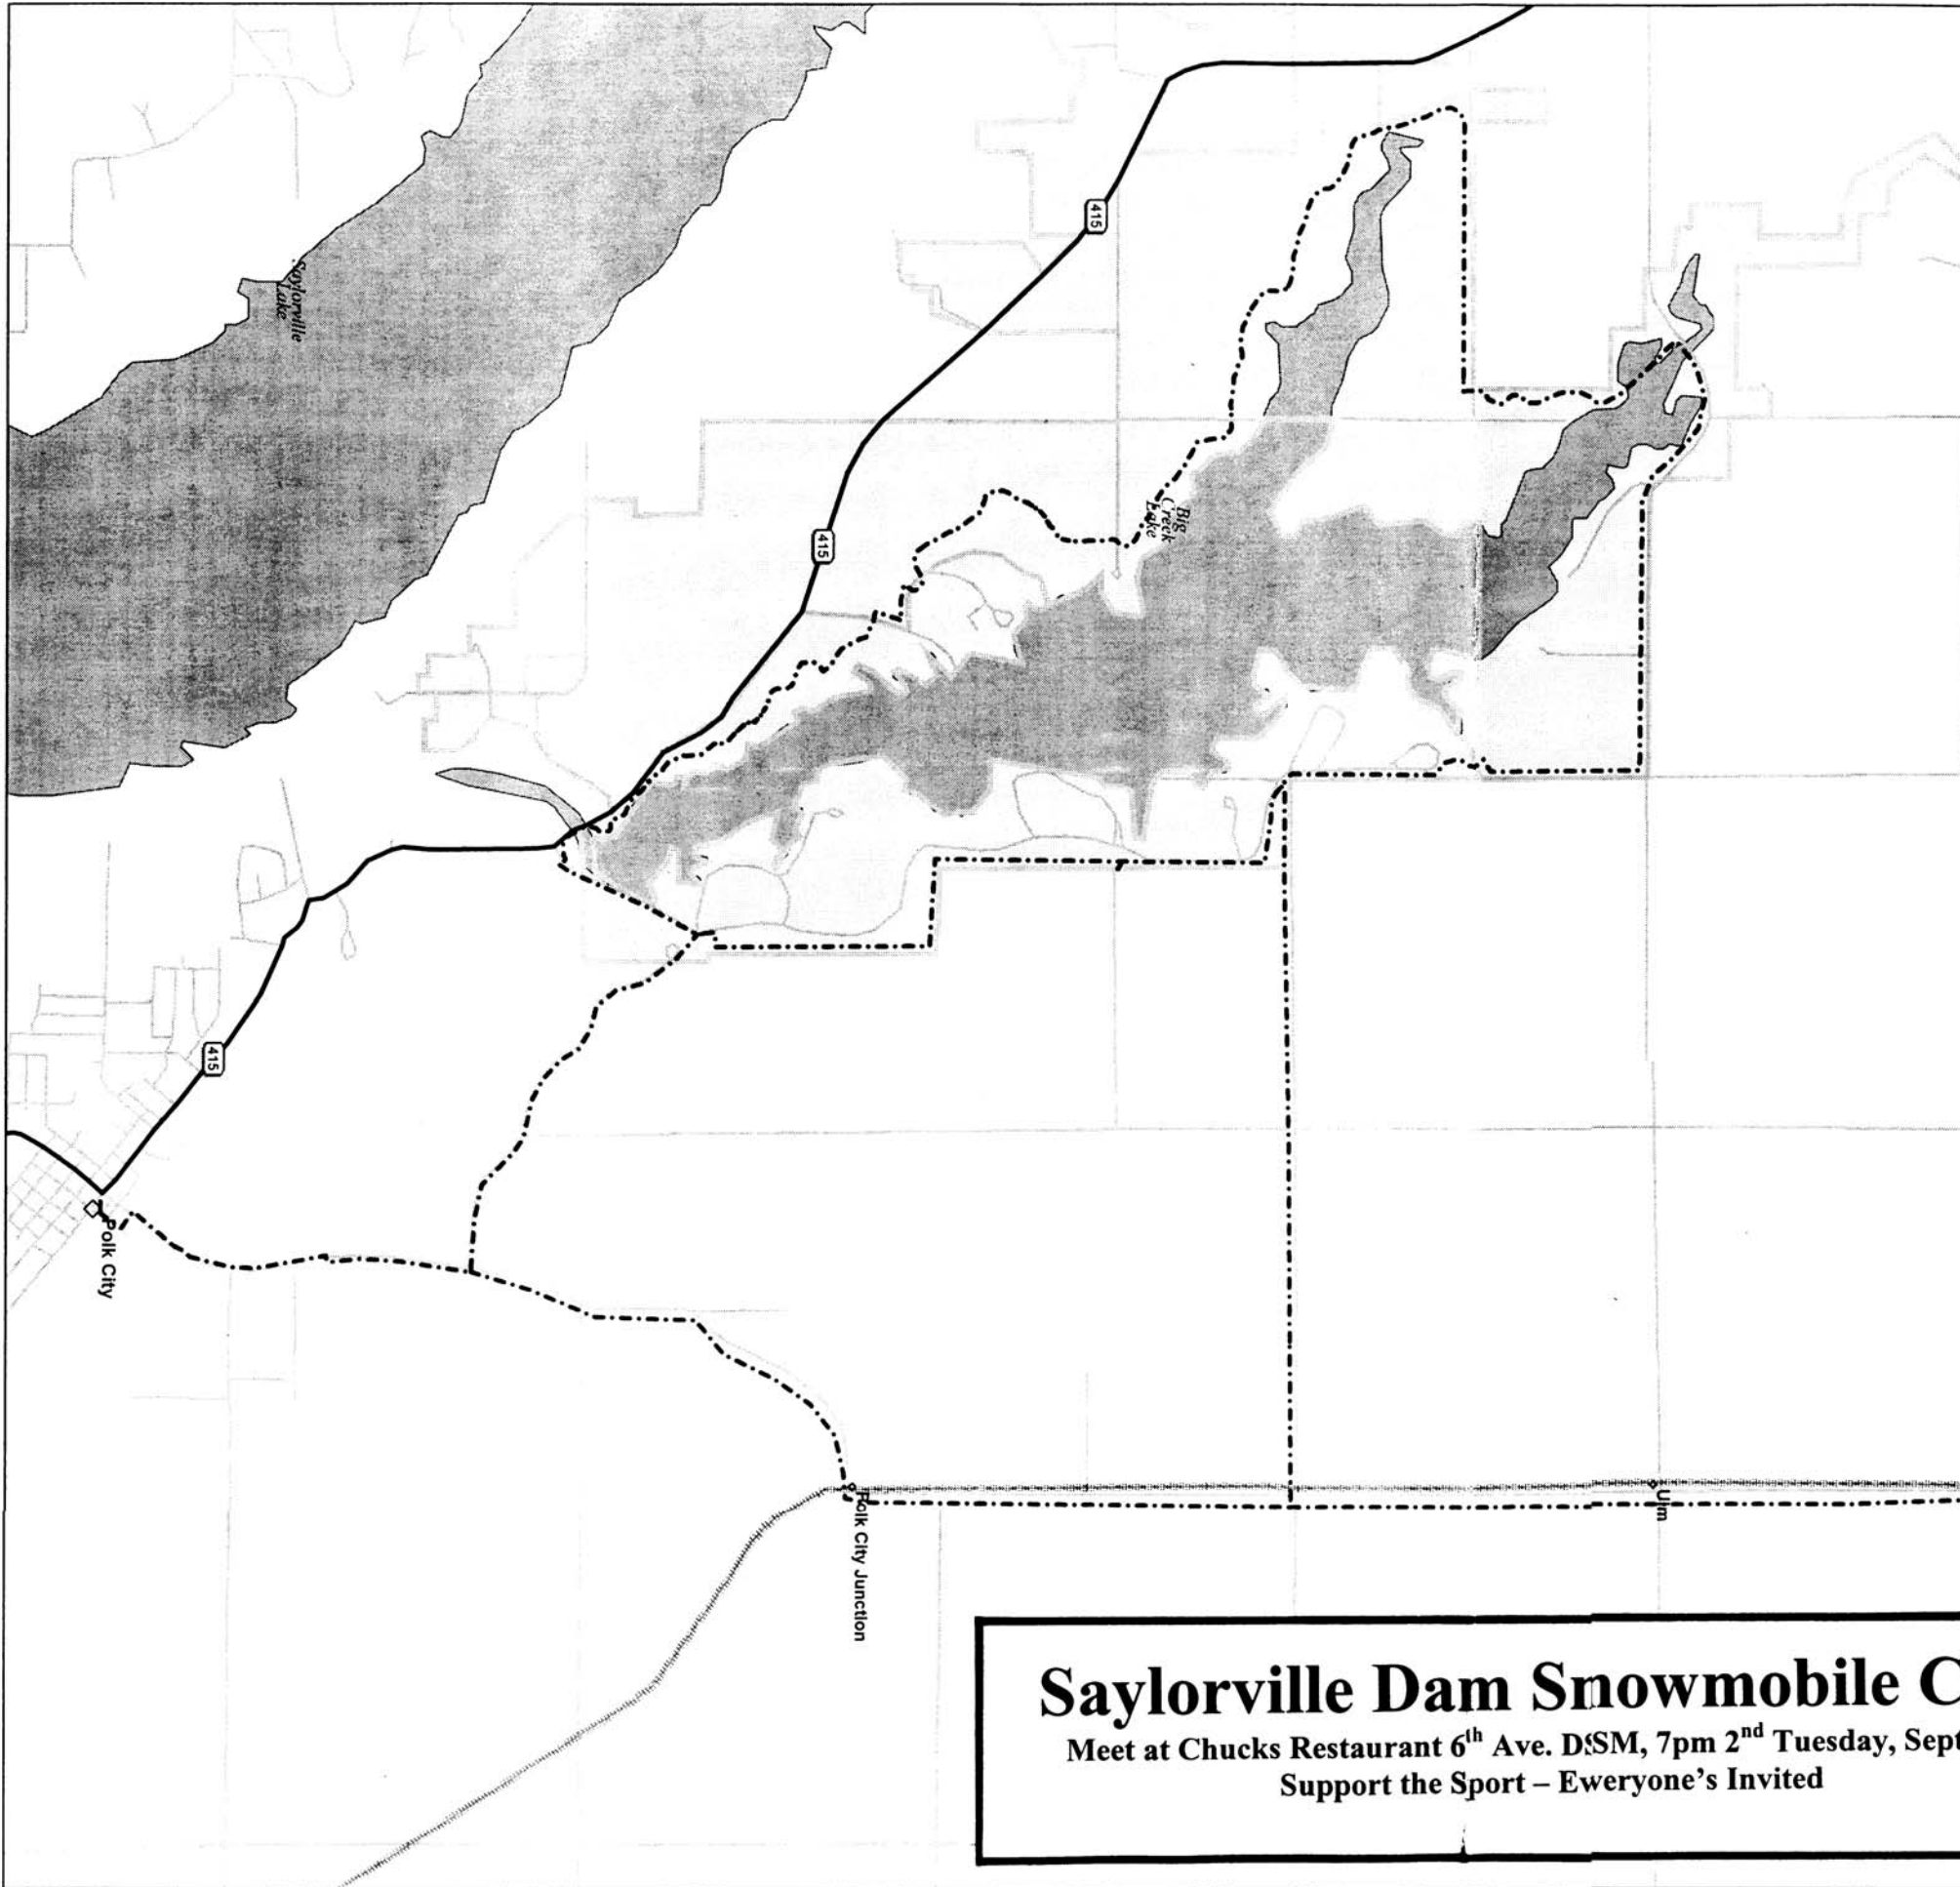 415
Saylorville
Lake
415
Big
Creek
Lake
415
Polk City
Polk City Junction
Ulm
Saylorville Dam Snowmobile C
Meet at Chucks Restaurant 6th Ave. DSM, 7pm 2nd Tuesday, Sept
Support the Sport – Eweryone's Invited